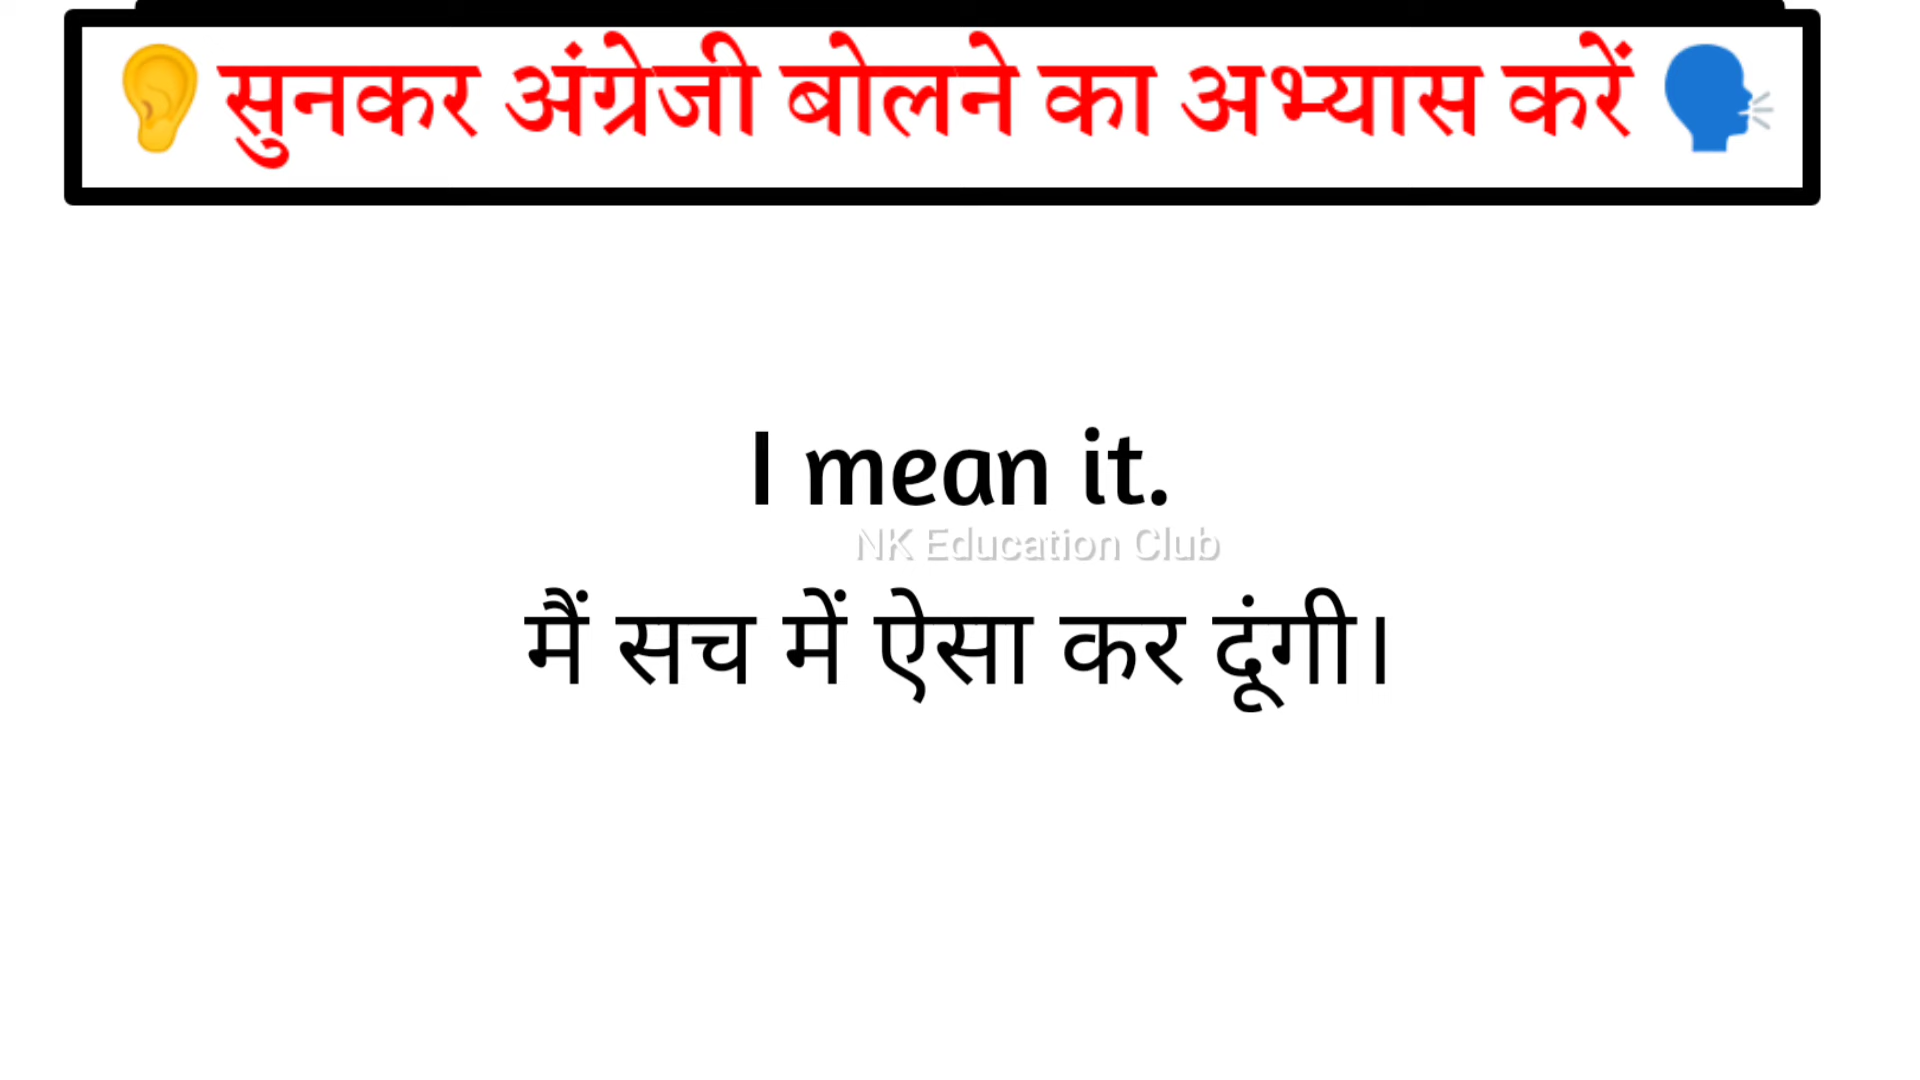 सुनकर अंग्रेजी बोलने का अभ्यास करें
I mean it.
NK Education Club
मैं सच में ऐसा कर दूंगी।